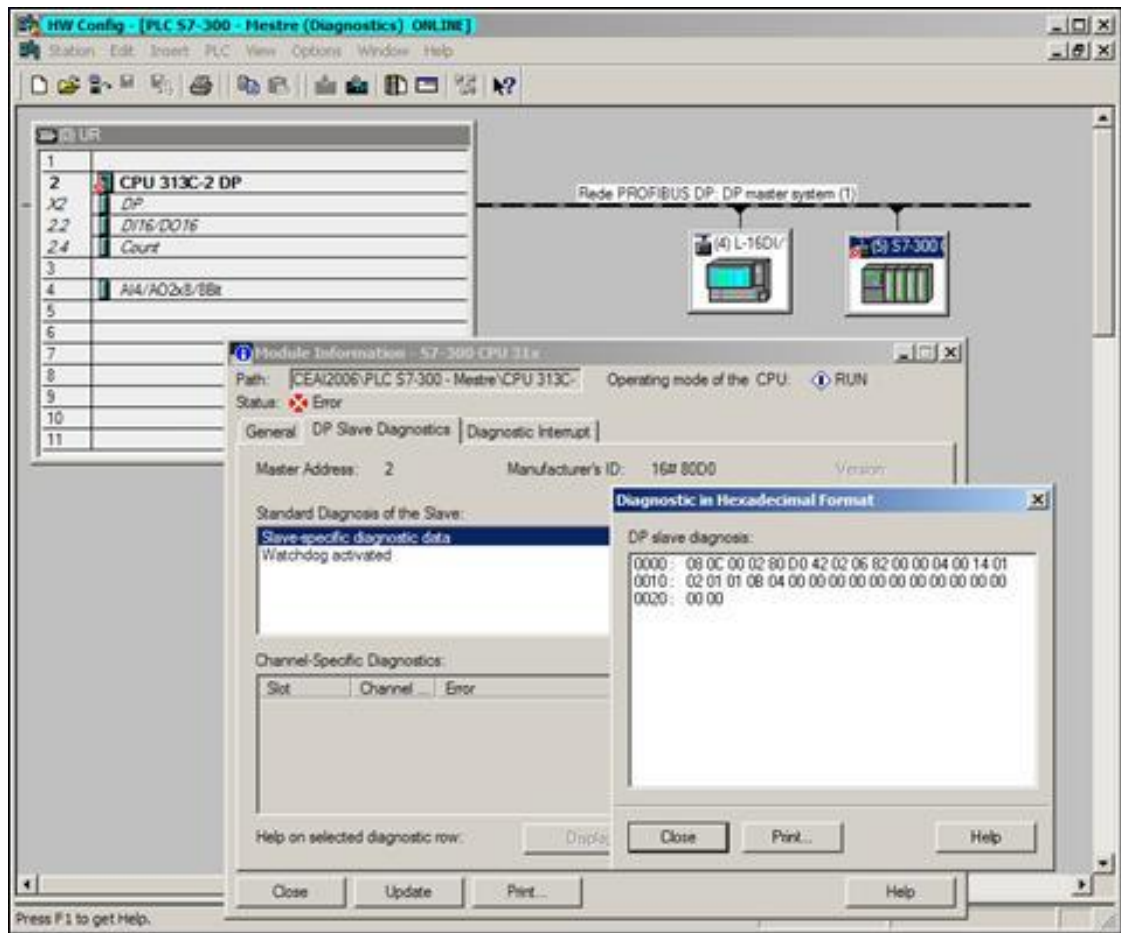 HW Config - [PLC S7-300 - Mestre (Diagnostics) ONLINE]
Station Edit Insert PLC View Options Window Help
(0) UR
1
2 CPU 313C-2 DP
X2 DP
2.2 DI16/DO16
2.4 Count
3
4 AI4/AO2x8/8Bit
5
6
7
8
9
10
11
Rede PROFIBUS DP: DP master system (1)
(4) L-16DI/
(5) S7-300
Module Information - S7-300 CPU 31x
Path: CEAI2006\PLC S7-300 - Mestre\CPU 313C- Operating mode of the CPU: RUN
Status: Error
General DP Slave Diagnostics Diagnostic Interrupt
Master Address: 2 Manufacturer's ID: 16# 80D0 Version:
Standard Diagnosis of the Slave:
Slave-specific diagnostic data
Watchdog activated
Channel-Specific Diagnostics:
Slot Channel ... Error
Help on selected diagnostic row:
Close Update Print... Help
Diagnostic in Hexadecimal Format
DP slave diagnosis:
0000 : 08 0C 00 02 80 D0 42 02 06 82 00 00 04 00 14 01
0010 : 02 01 01 0B 04 00 00 00 00 00 00 00 00 00 00 00
0020 : 00 00
Close Print... Help
Press F1 to get Help.